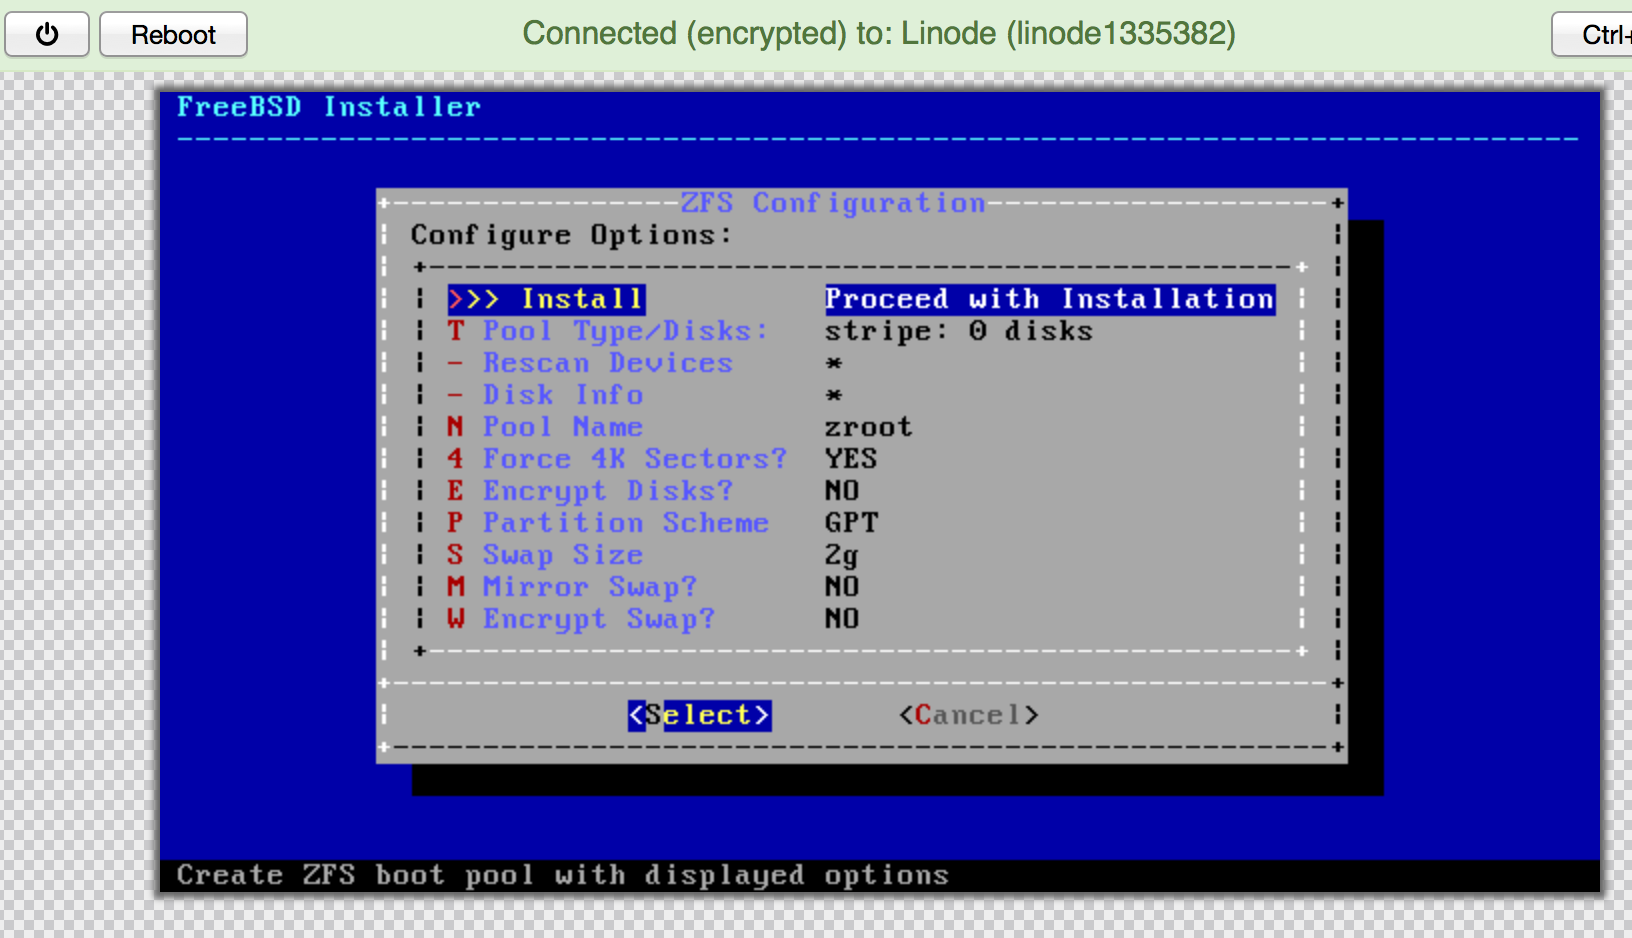 Reboot
Connected (encrypted) to: Linode (linode1335382)
FreeBSD Installer
ZFS Configuration
Configure Options:
>>> Install Proceed with Installation
T Pool Type/Disks: stripe: 0 disks
- Rescan Devices *
- Disk Info *
N Pool Name zroot
4 Force 4K Sectors? YES
E Encrypt Disks? NO
P Partition Scheme GPT
S Swap Size 2g
M Mirror Swap? NO
W Encrypt Swap? NO
<Select> <Cancel>
Create ZFS boot pool with displayed options